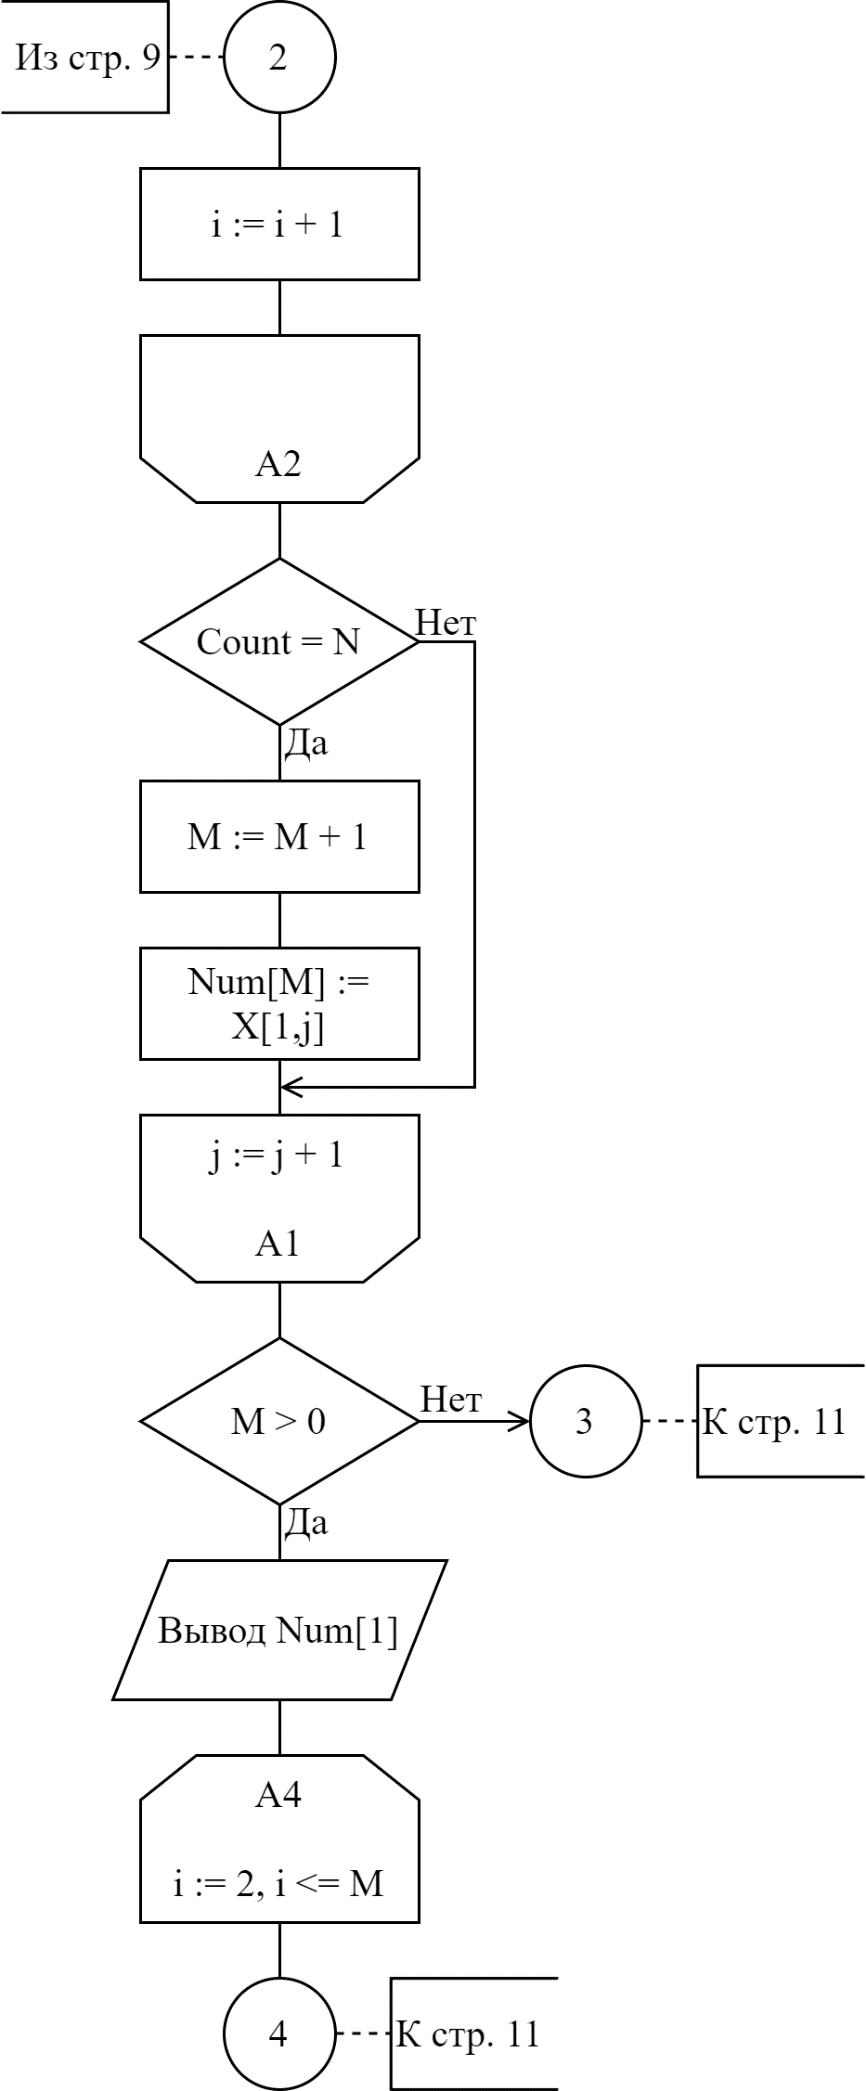 Из стр. 9
2
i := i + 1
A2
Count = N
Нет
Да
M := M + 1
Num[M] :=
X[1,j]
j := j + 1
A1
M > 0
Нет
3
К стр. 11
Да
Вывод Num[1]
A4
i := 2, i <= M
4
К стр. 11